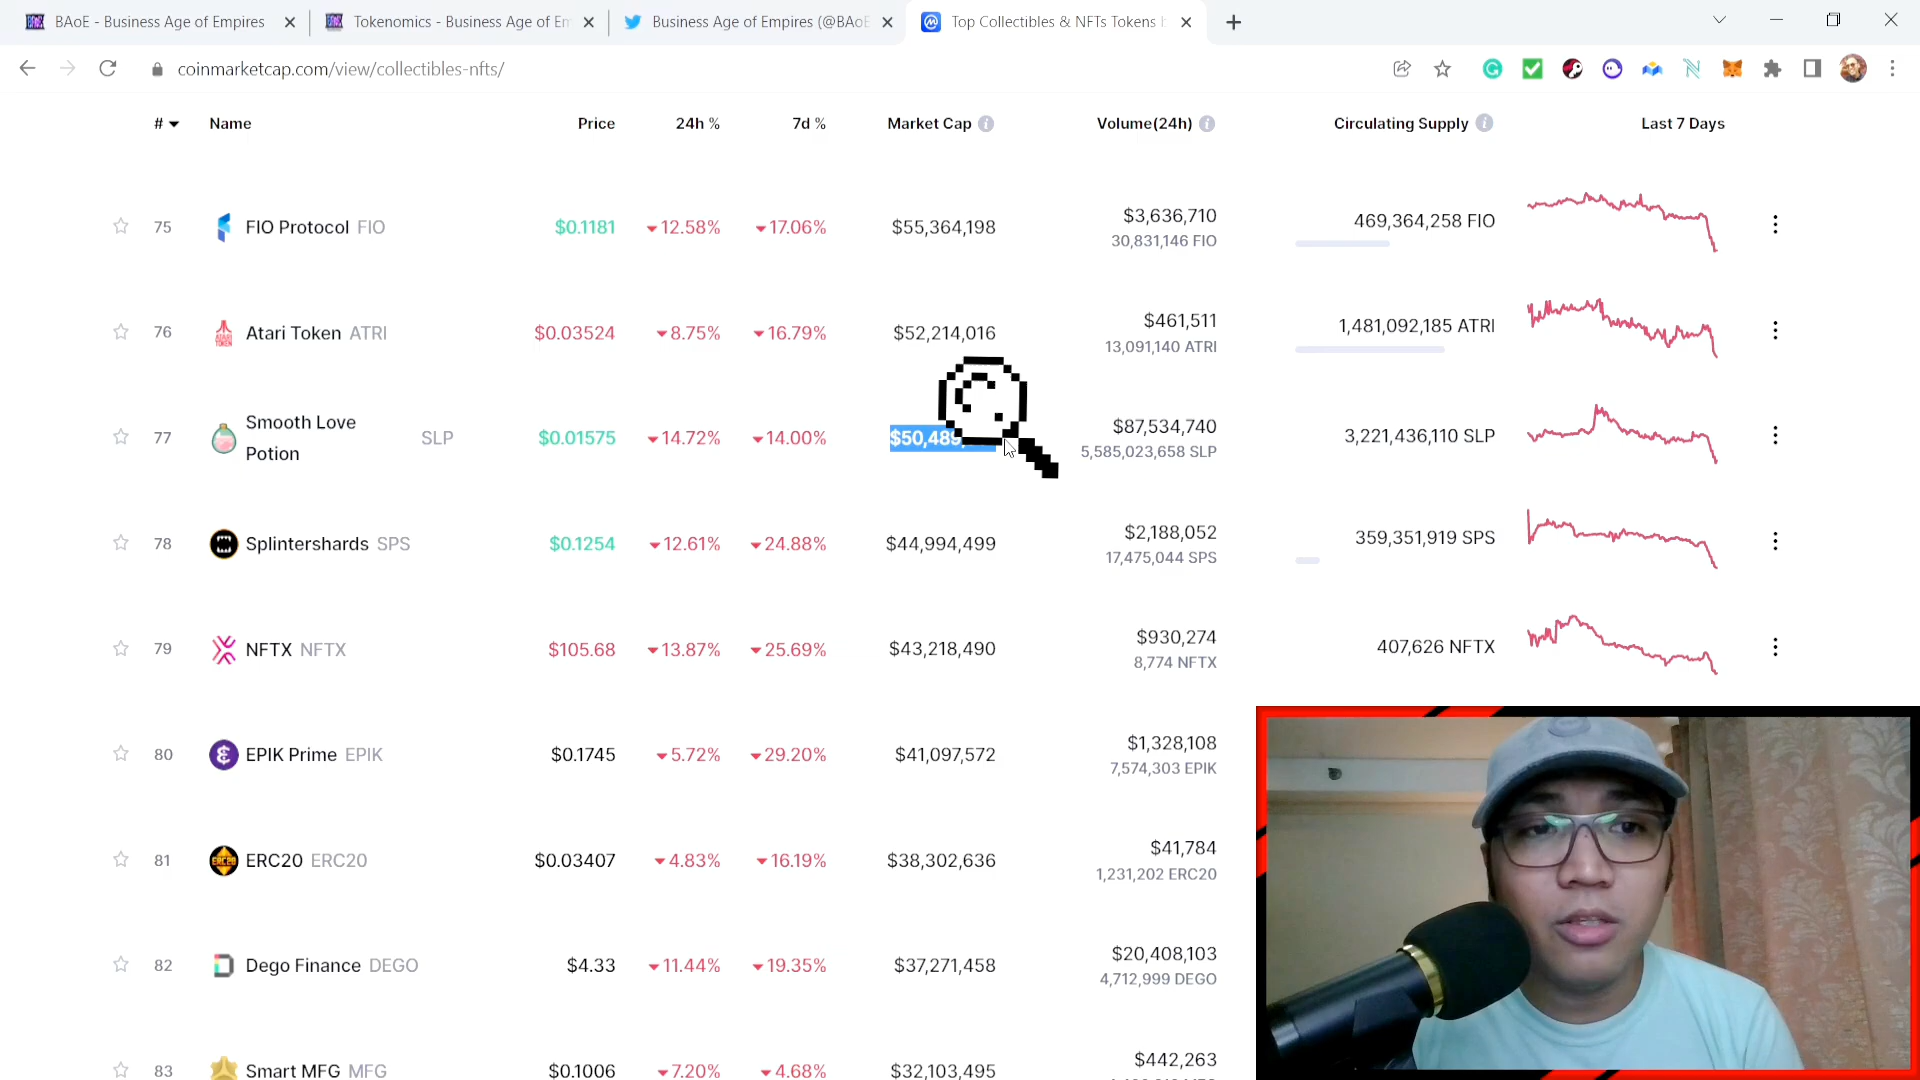 BAoE - Business Age of Empires
Tokenomics - Business Age of Em
Business Age of Empires (@BAoE
Top Collectibles & NFTs Tokens
coinmarketcap.com/view/collectibles-nfts/
# Name Price 24h % 7d % Market Cap Volume(24h) Circulating Supply Last 7 Days
75 FIO Protocol FIO $0.1181 12.58% 17.06% $55,364,198 $3,636,710 469,364,258 FIO
30,831,146 FIO
76 Atari Token ATRI $0.03524 8.75% 16.79% $52,214,016 $461,511 1,481,092,185 ATRI
13,091,140 ATRI
77 Smooth Love Potion SLP $0.01575 14.72% 14.00% $50,489 $87,534,740 3,221,436,110 SLP
5,585,023,658 SLP
78 Splintershards SPS $0.1254 12.61% 24.88% $44,994,499 $2,188,052 359,351,919 SPS
17,475,044 SPS
79 NFTX NFTX $105.68 13.87% 25.69% $43,218,490 $930,274 407,626 NFTX
8,774 NFTX
80 EPIK Prime EPIK $0.1745 5.72% 29.20% $41,097,572 $1,328,108
7,574,303 EPIK
81 ERC20 ERC20 $0.03407 4.83% 16.19% $38,302,636 $41,784
1,231,202 ERC20
82 Dego Finance DEGO $4.33 11.44% 19.35% $37,271,458 $20,408,103
4,712,999 DEGO
83 Smart MFG MFG $0.1006 7.20% 4.68% $32,103,495 $442,263